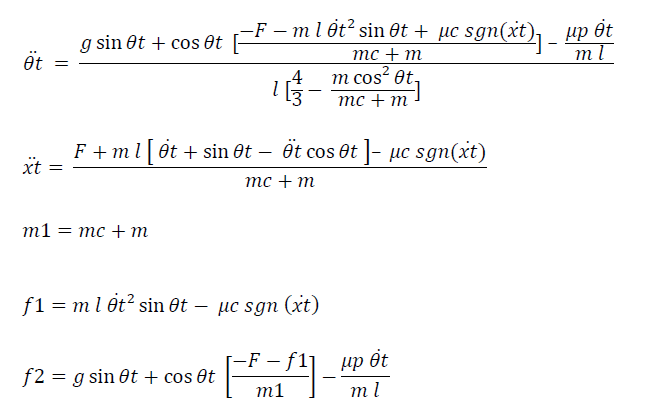 θ̈t = (g sin θt + cos θt [(−F − m l θ̇t² sin θt + μc sgn(ẋt)) / (mc + m)] − (μp θ̇t) / (m l)) / (l [4/3 − (m cos² θt) / (mc + m)])
ẍt = (F + m l [ θ̇t + sin θt − θ̈t cos θt ] − μc sgn(ẋt)) / (mc + m)
m1 = mc + m
f1 = m l θ̇t² sin θt − μc sgn (ẋt)
f2 = g sin θt + cos θt [(−F − f1) / m1] − (μp θ̇t) / (m l)